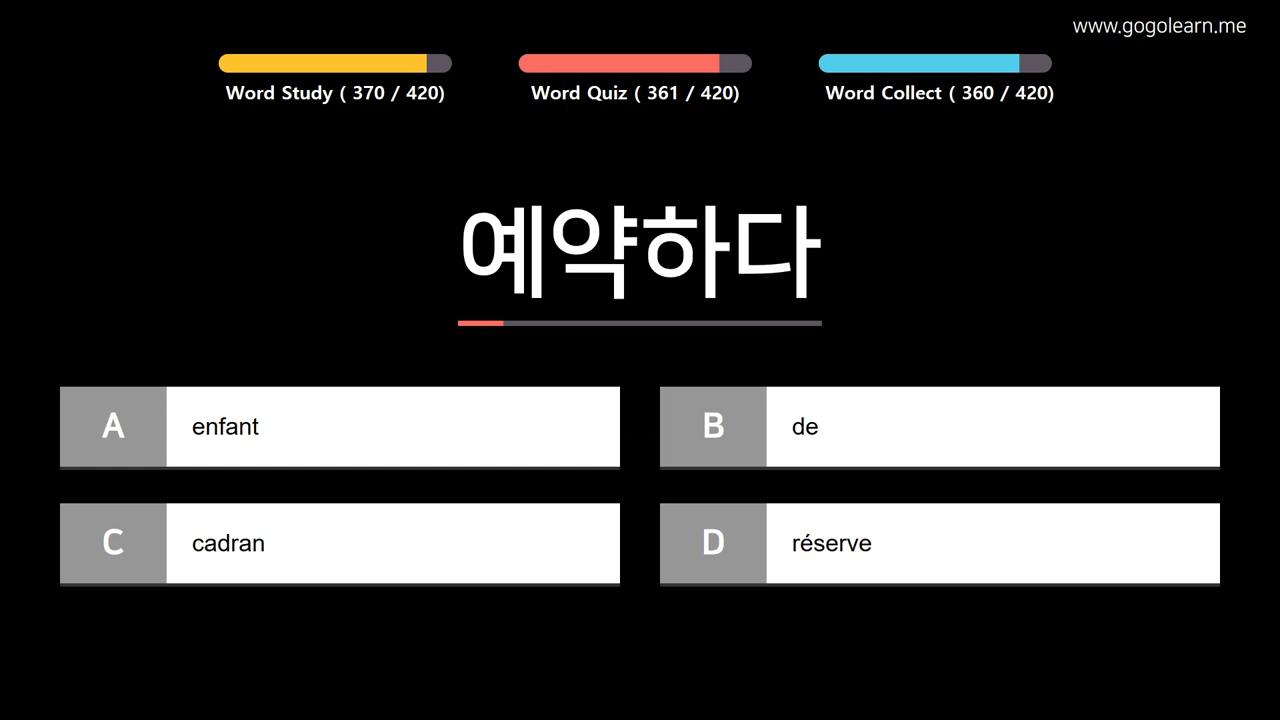 www.gogolearn.me
Word Study ( 370 / 420)
Word Quiz ( 361 / 420)
Word Collect ( 360 / 420)
예약하다
A enfant
B de
C cadran
D réserve